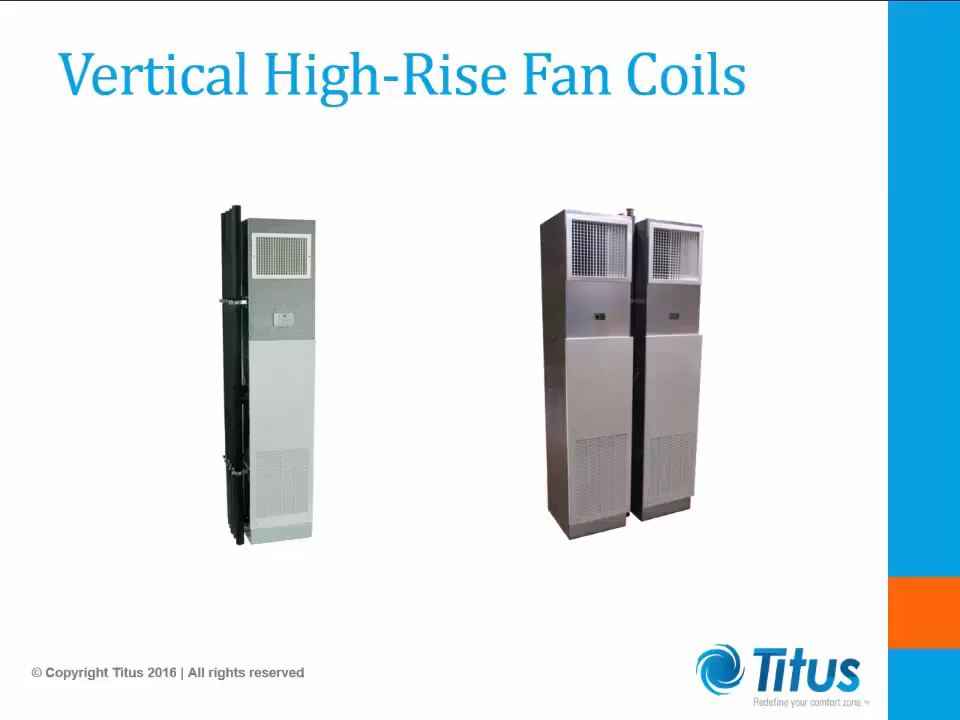 Vertical High-Rise Fan Coils
© Copyright Titus 2016 | All rights reserved
Titus
Redefine your comfort zone.™